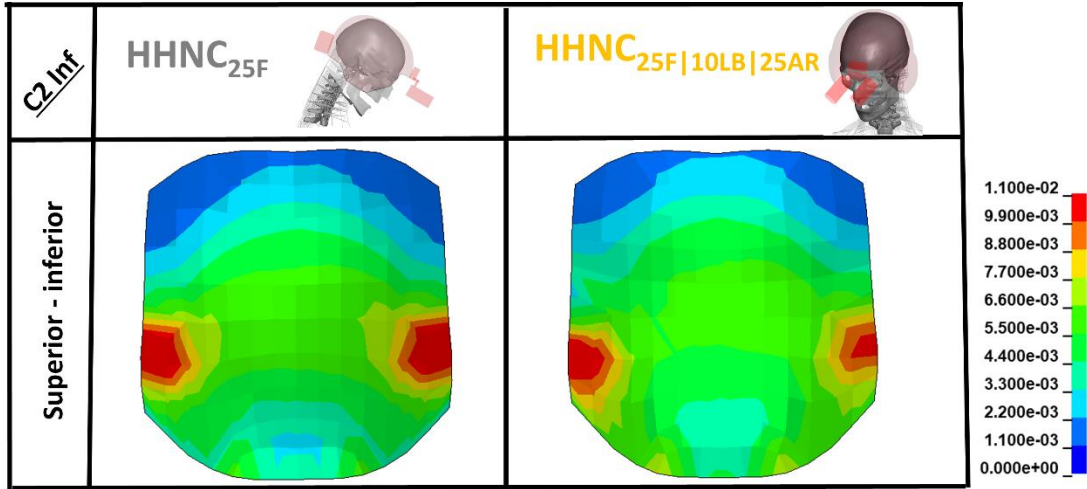 C2 Inf
HHNC25F
HHNC25F|10LB|25AR
Superior - inferior
1.100e-02
9.900e-03
8.800e-03
7.700e-03
6.600e-03
5.500e-03
4.400e-03
3.300e-03
2.200e-03
1.100e-03
0.000e+00